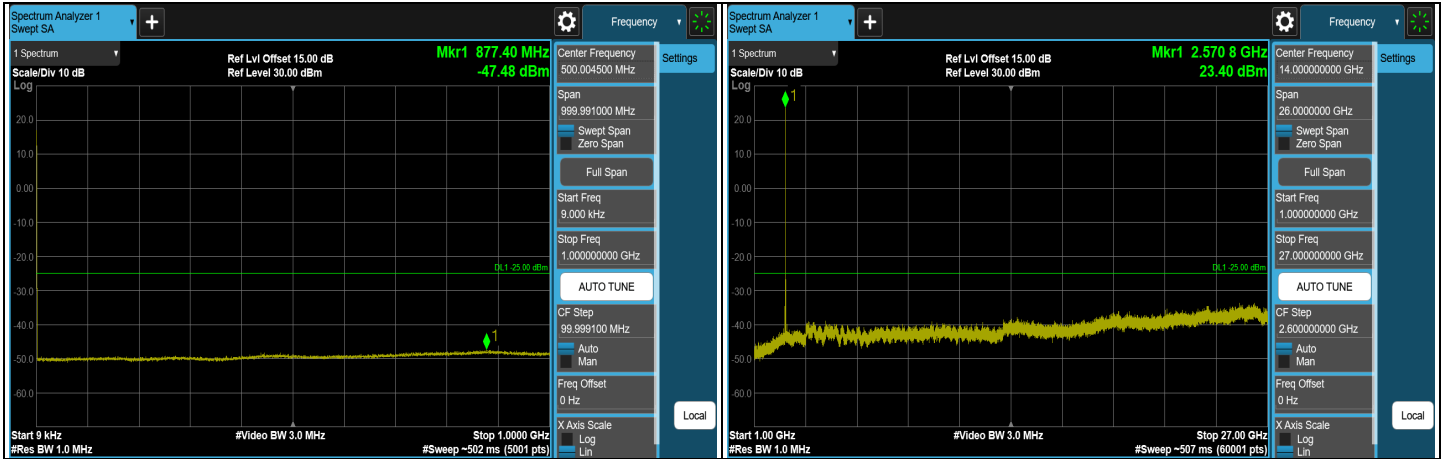 Spectrum Analyzer 1
Swept SA
+
Frequency
1 Spectrum
Scale/Div 10 dB
Log
Ref Lvl Offset 15.00 dB
Ref Level 30.00 dBm
Mkr1 877.40 MHz
-47.48 dBm
20.0
10.0
0.00
-10.0
-20.0
-30.0
-40.0
-50.0
-60.0
DL1 -25.00 dBm
1
Start 9 kHz
#Res BW 1.0 MHz
#Video BW 3.0 MHz
Stop 1.0000 GHz
#Sweep ~502 ms (5001 pts)
Center Frequency
500.004500 MHz
Span
999.991000 MHz
Swept Span
Zero Span
Full Span
Start Freq
9.000 kHz
Stop Freq
1.000000000 GHz
AUTO TUNE
CF Step
99.999100 MHz
Auto
Man
Freq Offset
0 Hz
X Axis Scale
Log
Lin
Settings
Local
Spectrum Analyzer 1
Swept SA
+
Frequency
1 Spectrum
Scale/Div 10 dB
Log
Ref Lvl Offset 15.00 dB
Ref Level 30.00 dBm
Mkr1 2.570 8 GHz
23.40 dBm
1
20.0
10.0
0.00
-10.0
-20.0
-30.0
-40.0
-50.0
-60.0
DL1 -25.00 dBm
Start 1.00 GHz
#Res BW 1.0 MHz
#Video BW 3.0 MHz
Stop 27.00 GHz
#Sweep ~507 ms (60001 pts)
Center Frequency
14.000000000 GHz
Span
26.0000000 GHz
Swept Span
Zero Span
Full Span
Start Freq
1.000000000 GHz
Stop Freq
27.000000000 GHz
AUTO TUNE
CF Step
2.600000000 GHz
Auto
Man
Freq Offset
0 Hz
X Axis Scale
Log
Lin
Settings
Local